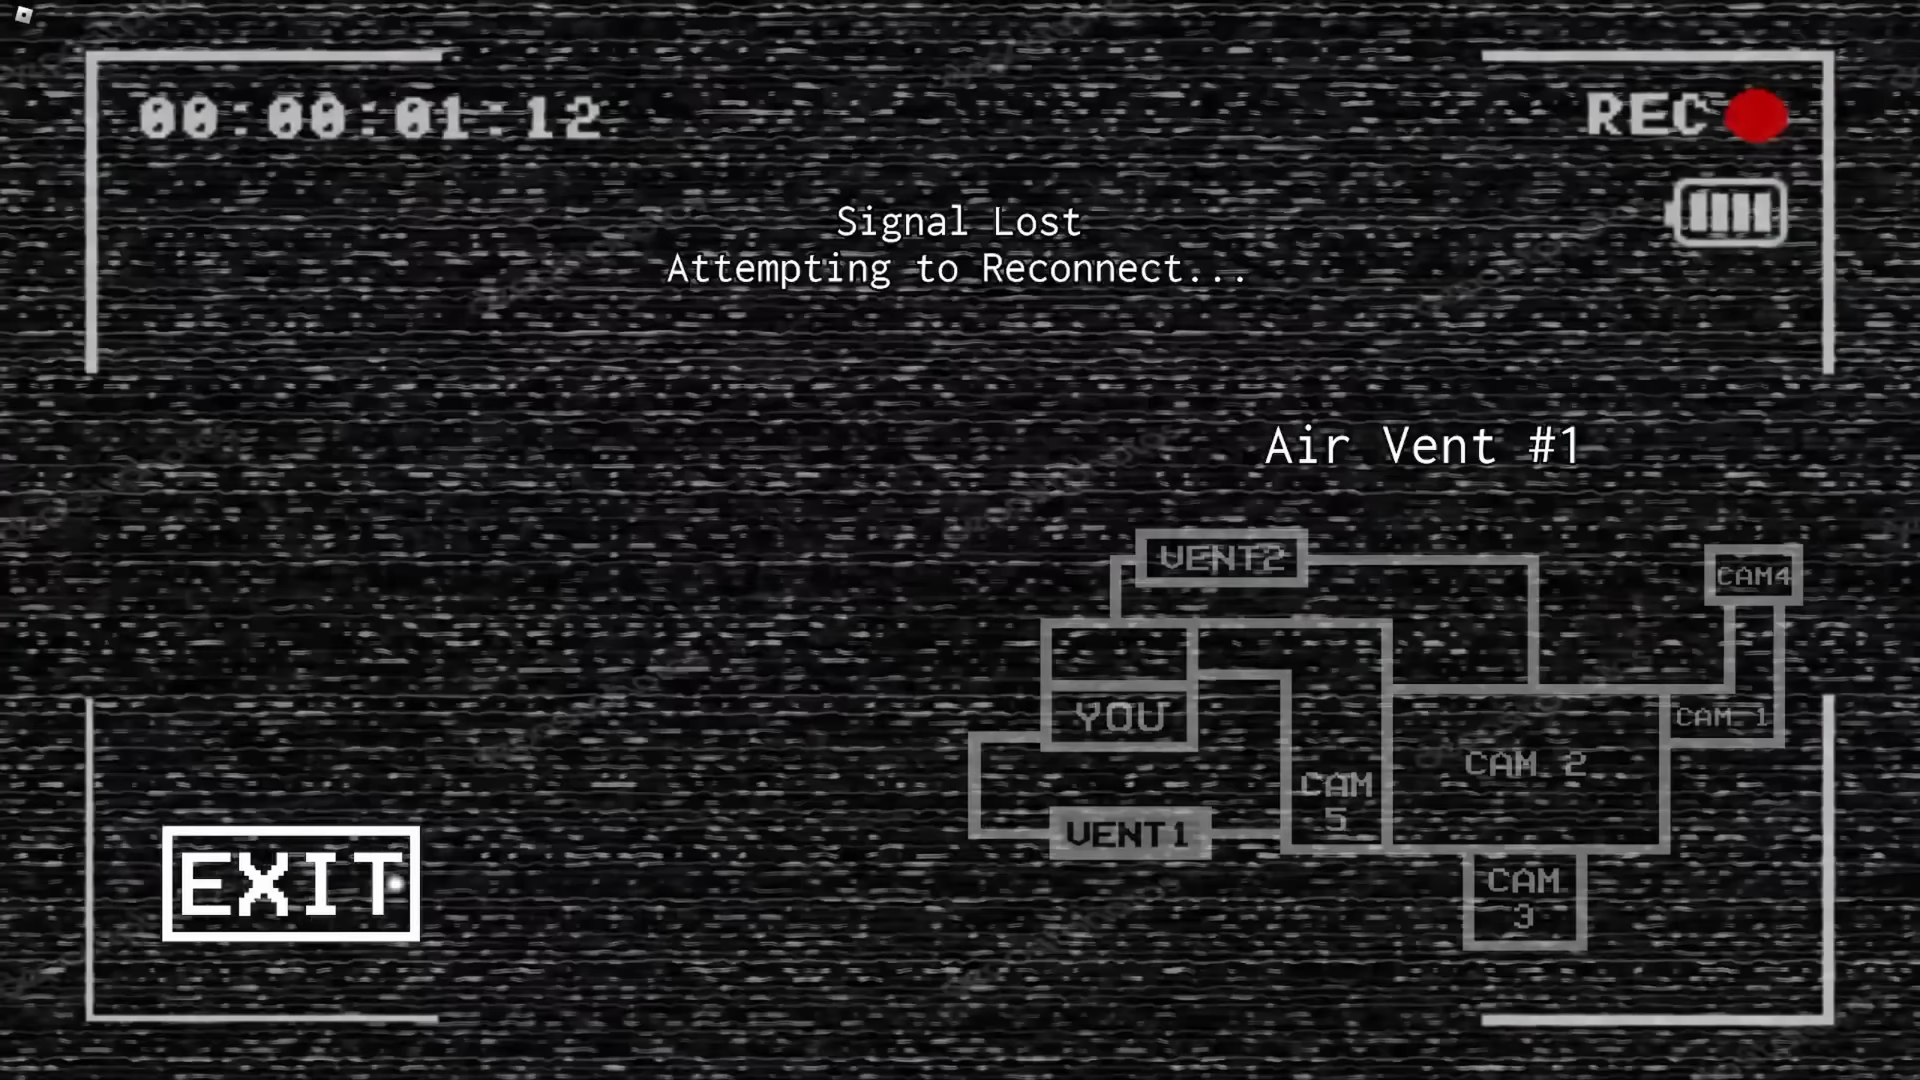 00:00:01:12
REC
Signal Lost
Attempting to Reconnect...
Air Vent #1
VENT2
CAM4
YOU
CAM 1
CAM 2
CAM
5
VENT1
CAM
3
EXIT